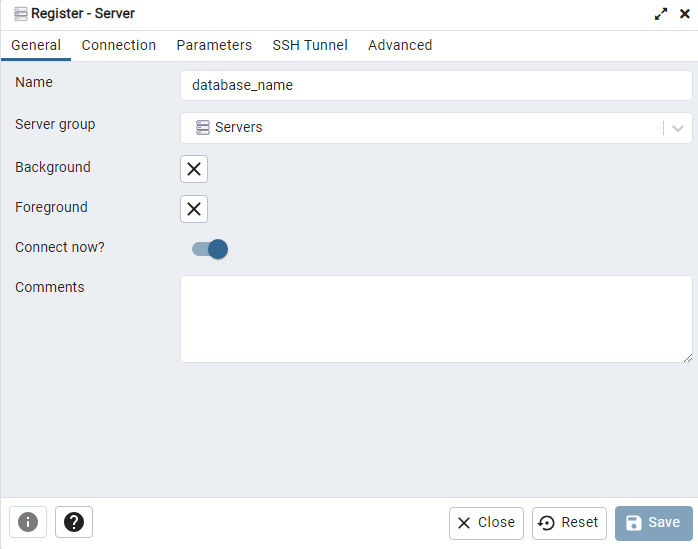 Register - Server
General Connection Parameters SSH Tunnel Advanced
Name database_name
Server group Servers
Background
Foreground
Connect now?
Comments
Close Reset Save